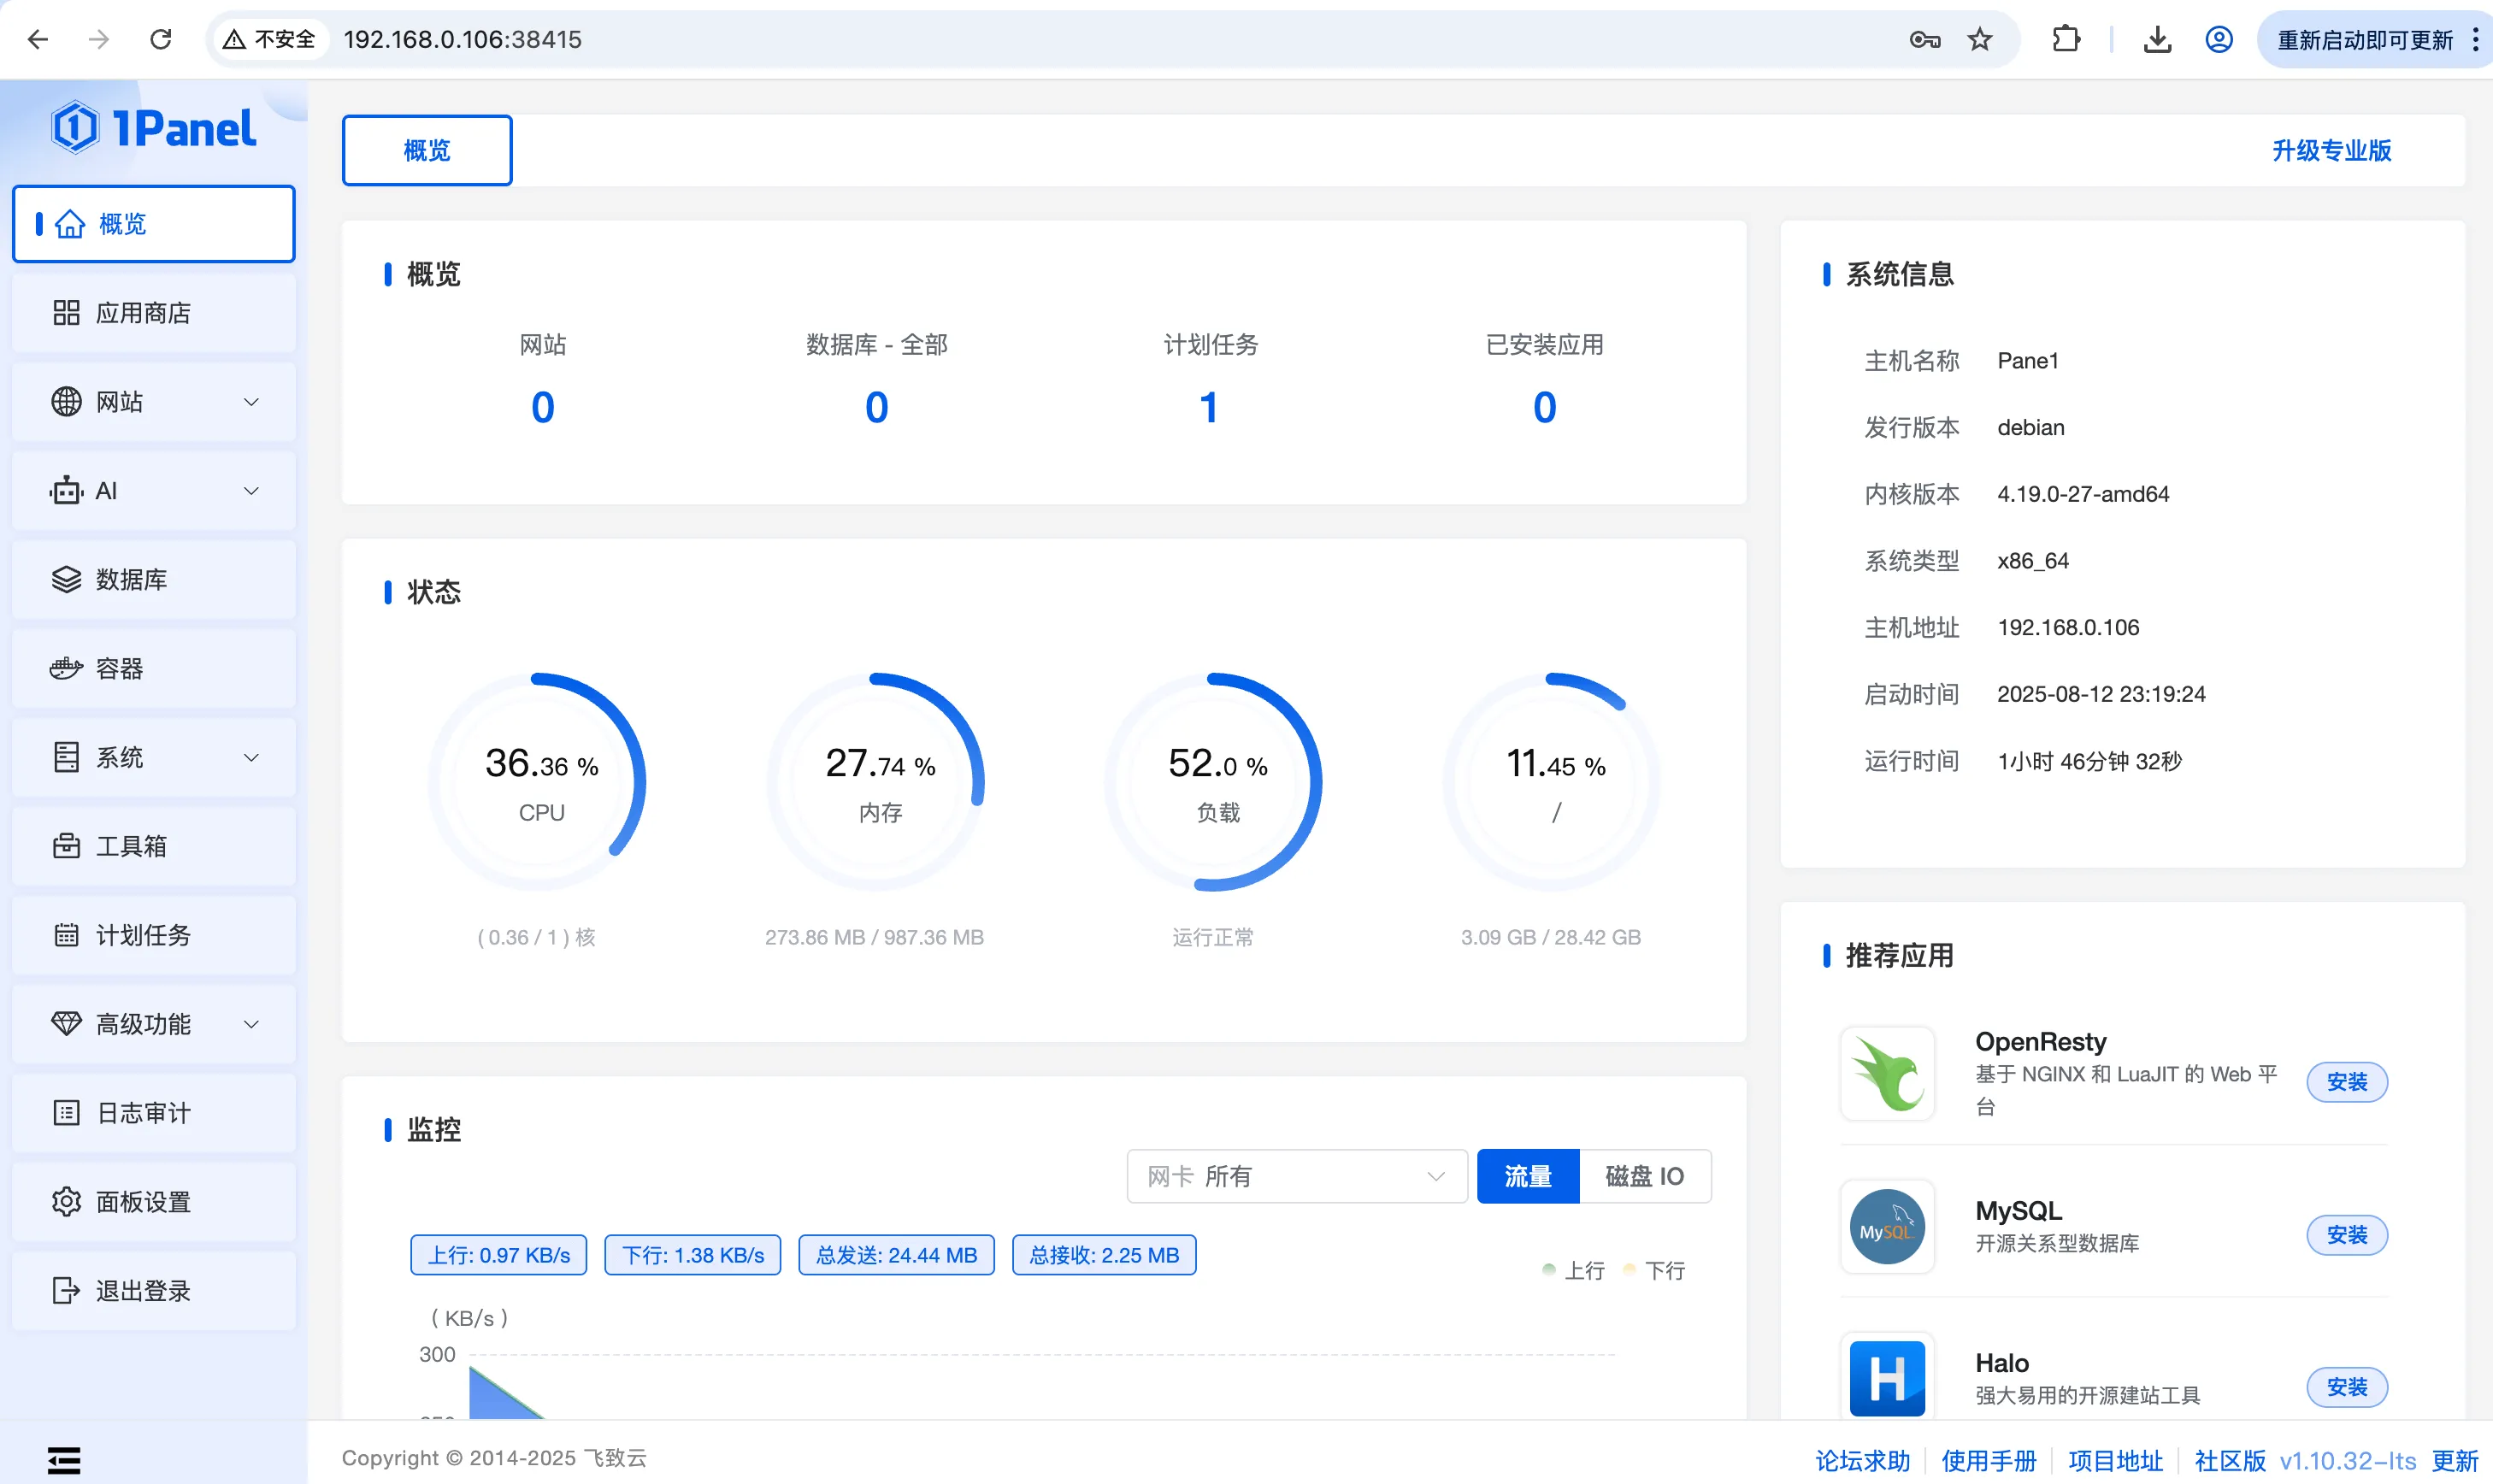 不安全 192.168.0.106:38415 重新启动即可更新
1Panel
概览
应用商店
网站
AI
数据库
容器
系统
工具箱
计划任务
高级功能
日志审计
面板设置
退出登录
概览 升级专业版
概览
网站 数据库 - 全部 计划任务 已安装应用
0 0 1 0
状态
36.36 % 27.74 % 52.0 % 11.45 %
CPU 内存 负载 /
( 0.36 / 1 ) 核 273.86 MB / 987.36 MB 运行正常 3.09 GB / 28.42 GB
监控
网卡 所有 流量 磁盘 IO
上行: 0.97 KB/s 下行: 1.38 KB/s 总发送: 24.44 MB 总接收: 2.25 MB
上行 下行
( KB/s )
300
系统信息
主机名称 Pane1
发行版本 debian
内核版本 4.19.0-27-amd64
系统类型 x86_64
主机地址 192.168.0.106
启动时间 2025-08-12 23:19:24
运行时间 1小时 46分钟 32秒
推荐应用
OpenResty
基于 NGINX 和 LuaJIT 的 Web 平
台
安装
MySQL
MySQL
开源关系型数据库
安装
H
Halo
强大易用的开源建站工具
安装
Copyright © 2014-2025 飞致云
论坛求助 使用手册 项目地址 社区版 v1.10.32-lts 更新